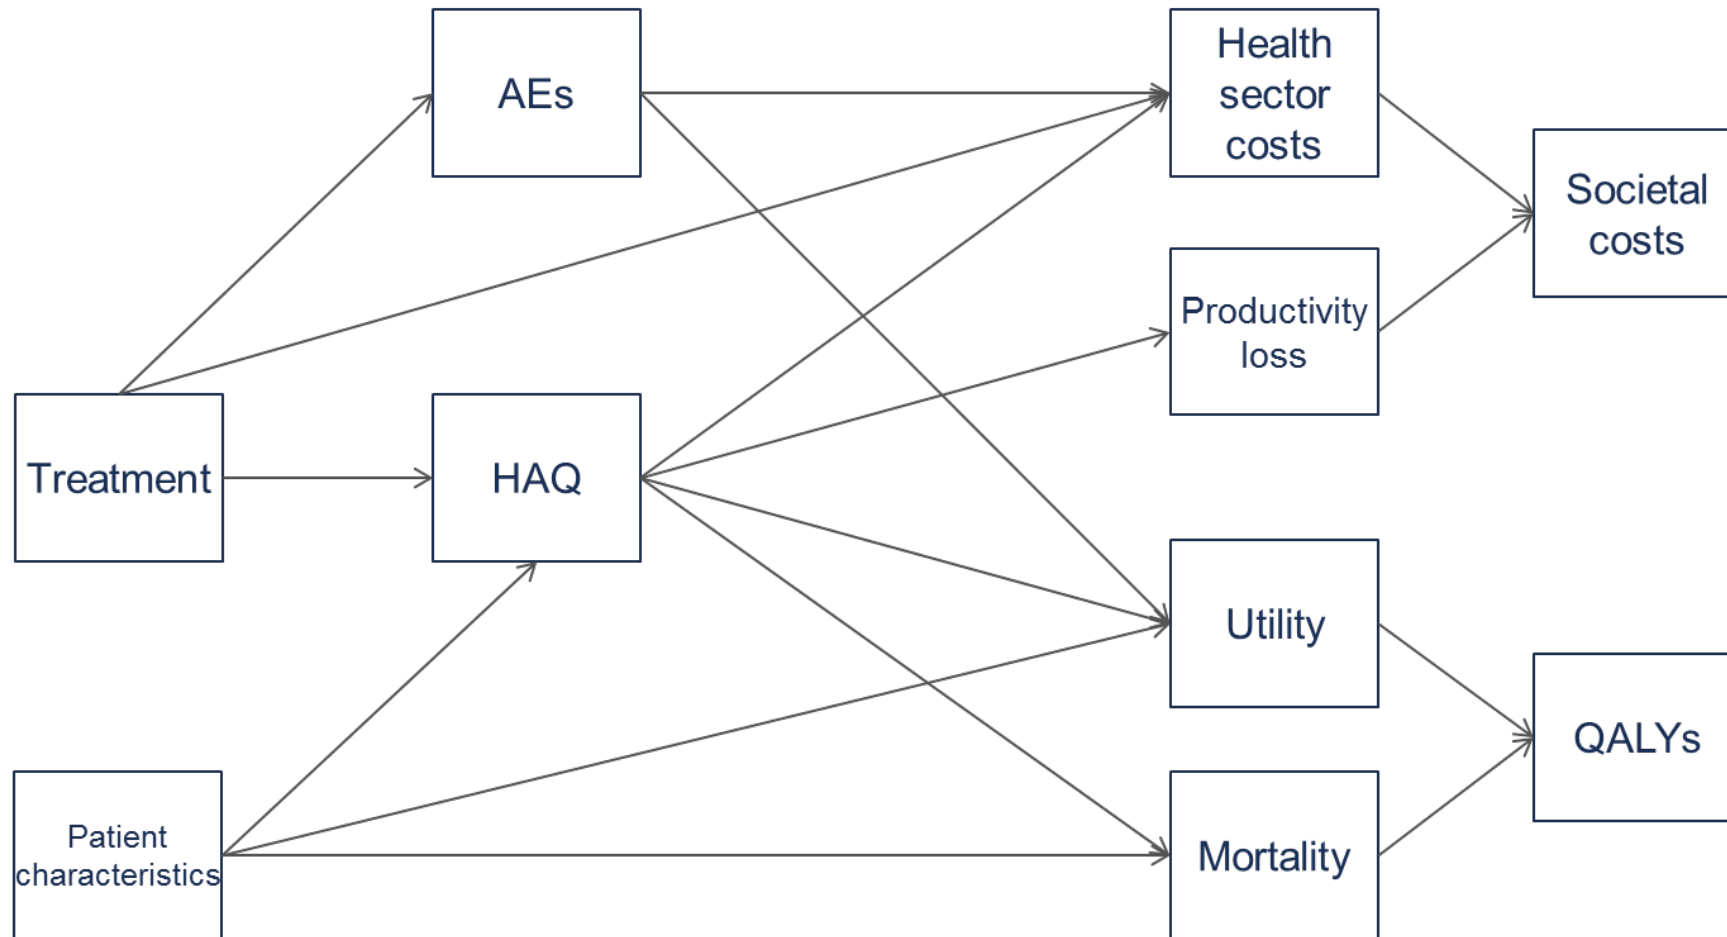 AEs
Health
sector
costs
Societal
costs
Productivity
loss
Treatment
HAQ
Utility
QALYs
Patient
characteristics
Mortality